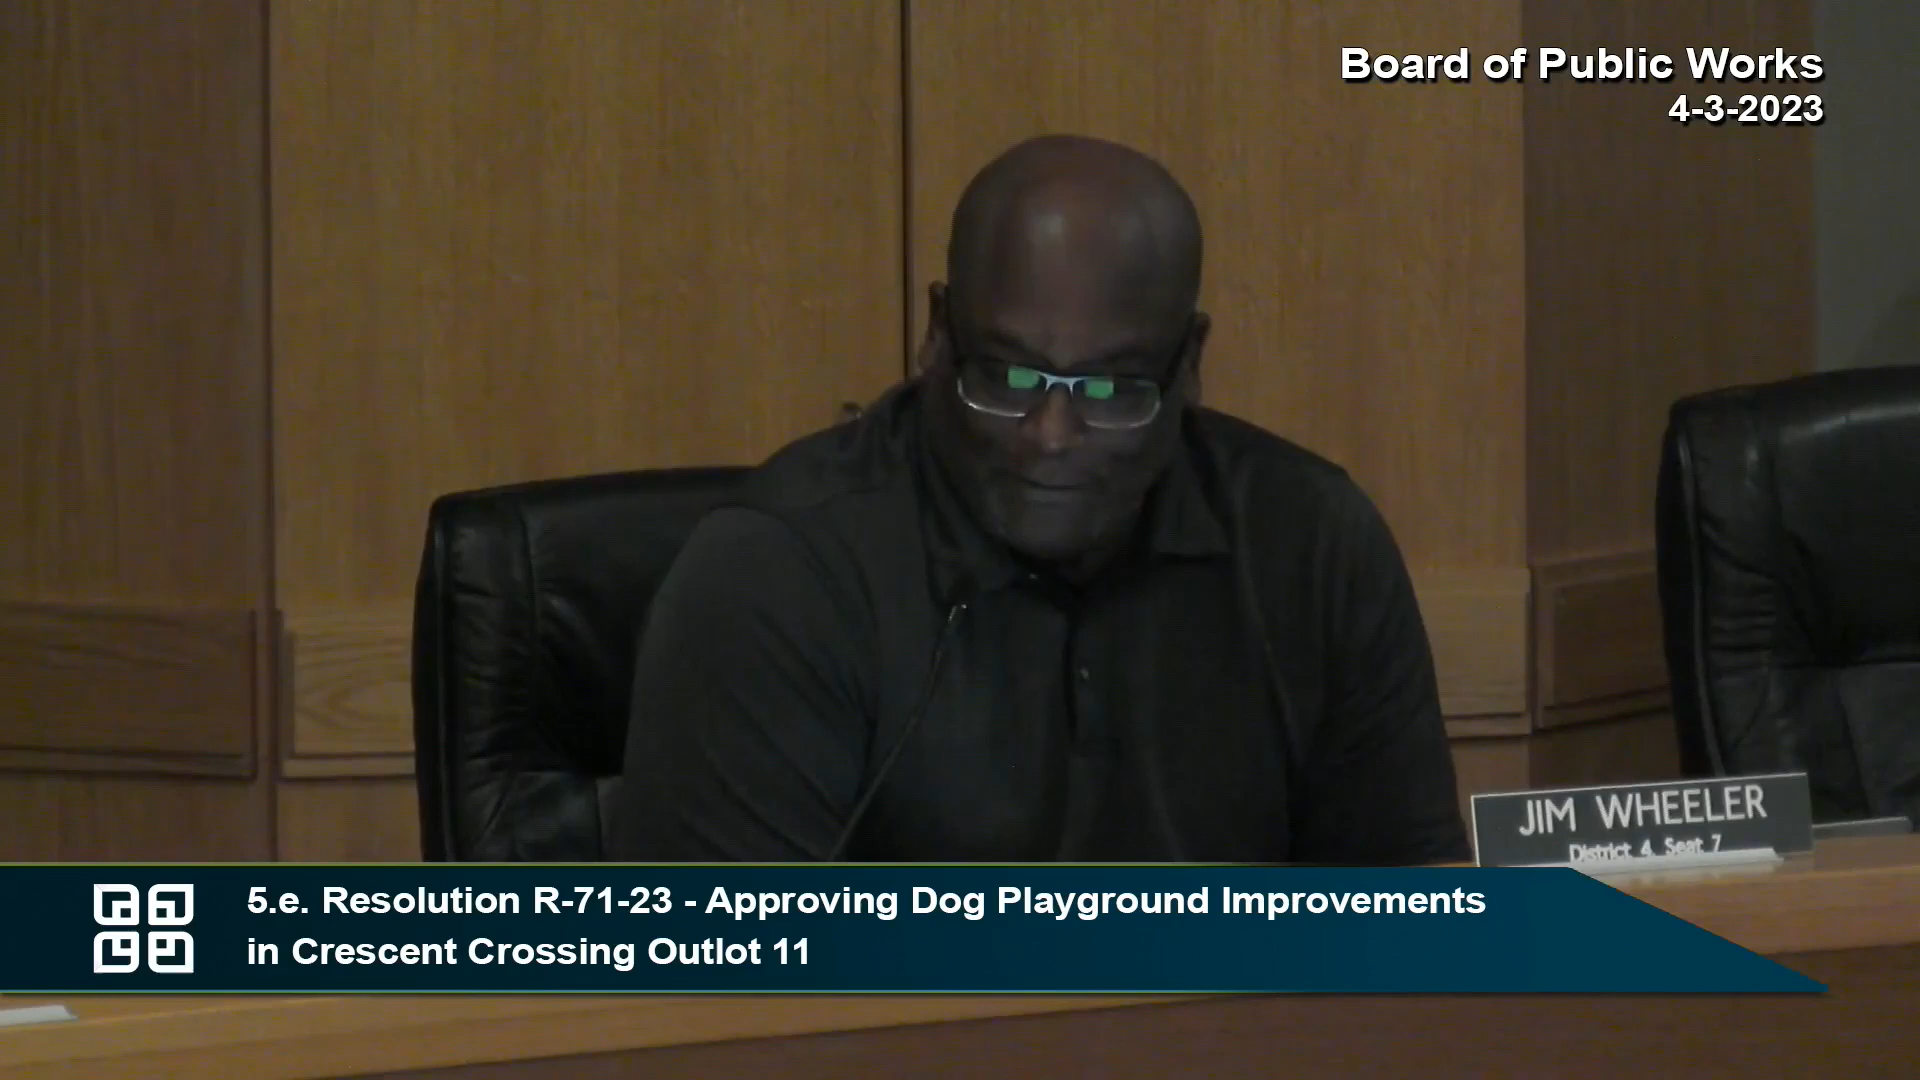 Board of Public Works
4-3-2023
JIM WHEELER
District 4, Seat 7
5.e. Resolution R-71-23 - Approving Dog Playground Improvements
in Crescent Crossing Outlot 11